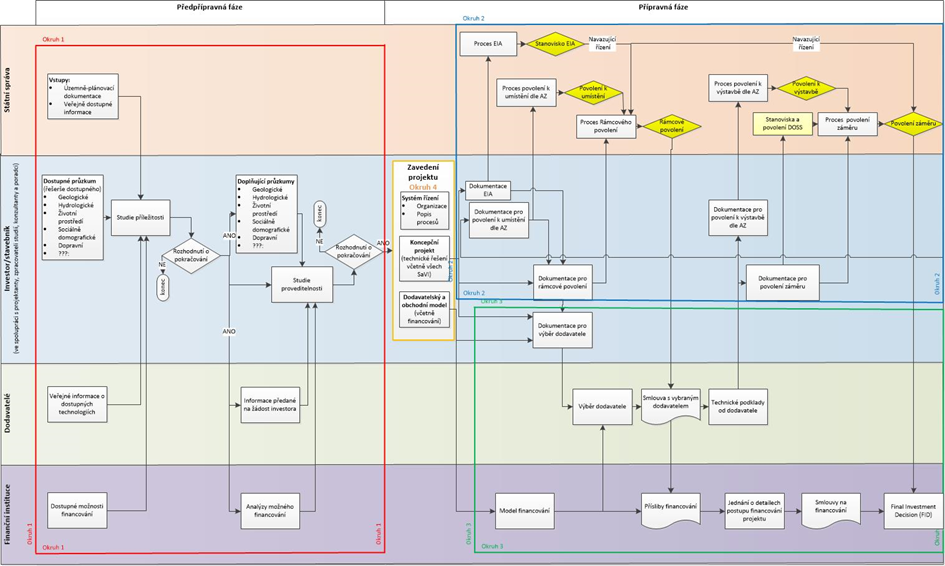 Předpřípravná fáze
Přípravná fáze
Okruh 2
Okruh 1
Státní správa
Vstupy:
• Územně-plánovací
dokumentace
• Veřejně dostupné
informace
Proces EIA
Stanovisko EIA
Navazující
řízení
Navazující
řízení
Proces povolení k
umístění dle AZ
Povolení k
umístění
Proces povolení k
výstavbě dle AZ
Povolení k
výstavbě
Proces Rámcového
povolení
Rámcové
povolení
Stanoviska a
povolení DOSS
Proces povolení
záměru
Povolení záměru
Investor/stavebník
(ve spolupráci s projektanty, zpracovateli studií, konzultanty a poradci)
Dostupné průzkum
(řešerše dostupného)
• Geologické
• Hydrologické
• Životní
prostředí
• Sociálně
domografické
• Dopravní
• ???:
Studie příležitosti
Rozhodnutí o
pokračování
NE
konec
ANO
ANO
Doplňující průzkumy
• Geologické
• Hydrologické
• Životní
prostředí
• Sociálně
demografické
• Dopravní
• ???:
Studie
proveditelnosti
konec
NE
Rozhodnutí o
pokračování
ANO
Zavedení
projektu
Okruh 4
Systém řízení
• Organizace
• Popis
procesů
Koncepční
projekt
(technické řešení
včetně všech
SaVI)
Dodavatelský a
obchodní model
(včetně
financování)
Okruh 2
Dokumentace
EIA
Dokumentace pro
povolení k umístění dle
AZ
Dokumentace pro
rámcové povolení
Dokumentace pro
povolení k výstavbě dle
AZ
Dokumentace pro
povolení záměru
Okruh 2
Okruh 2
Okruh 3
Dokumentace pro
výběr dodavatele
Dodavatelé
Veřejné informace o
dostupných
technologiích
Informace předané
na žádost investora
Výběr dodavatele
Smlouva s vybraným
dodavatelem
Technické podklady
od dodavatele
Finanční instituce
Okruh 1
Dostupné možnosti
financování
Analýzy možného
financování
Okruh 1
Okruh 3
Model financování
Přísliby financování
Jednání o detailech
postupu financování
projektu
Smlouvy na
financování
Final Investment
Decision (FID)
Okruh 1
Okruh 3